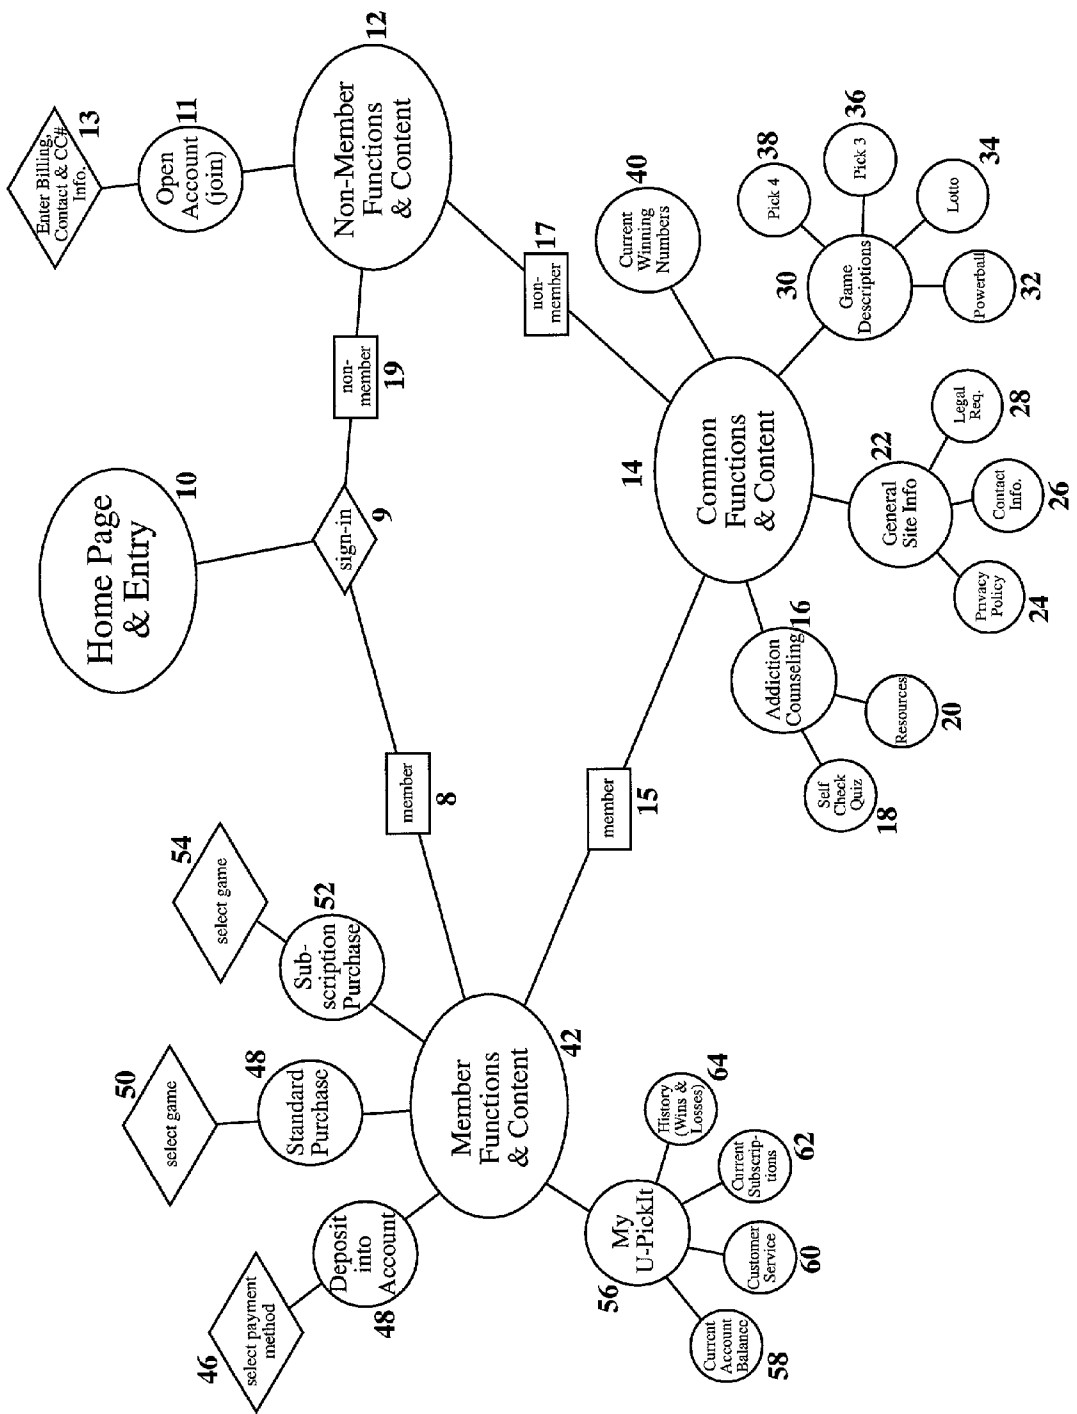 Home Page
& Entry
10
sign-in
9
member
8
non-
member
19
Enter Billing,
Contact & CC#
Info.
13
Open
Account
(join)
11
Non-Member
Functions
& Content
12
non-
member
17
select payment
method
46
Deposit
into
Account
48
select game
50
Standard
Purchase
48
select game
54
Sub-
scription
Purchase
52
Member
Functions
& Content
42
member
15
My
U-PickIt
56
Current
Account
Balance
58
Customer
Service
60
Current
Subscrip-
tions
62
History
(Wins &
Losses)
64
14
Common
Functions
& Content
Addiction
Counseling
16
Self
Check
Quiz
18
Resources
20
General
Site Info
22
Privacy
Policy
24
Contact
Info.
26
Legal
Req.
28
30
Game
Descriptions
Powerball
32
Lotto
34
Pick 3
36
Pick 4
38
Current
Winning
Numbers
40